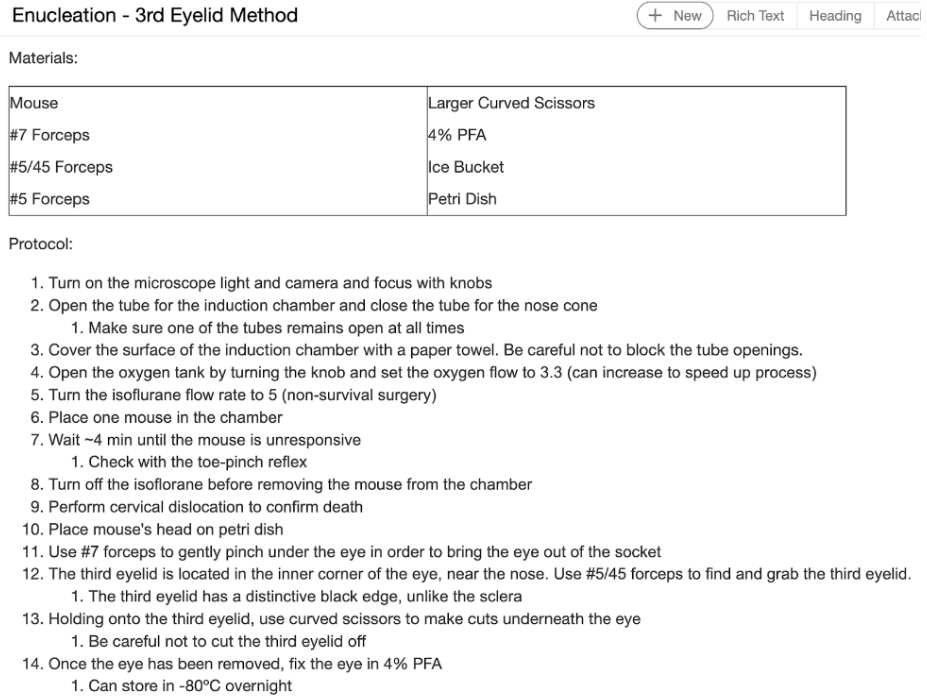 Enucleation - 3rd Eyelid Method
+ New Rich Text Heading Attac
Materials:
Mouse Larger Curved Scissors
#7 Forceps 4% PFA
#5/45 Forceps Ice Bucket
#5 Forceps Petri Dish
Protocol:
1. Turn on the microscope light and camera and focus with knobs
2. Open the tube for the induction chamber and close the tube for the nose cone
1. Make sure one of the tubes remains open at all times
3. Cover the surface of the induction chamber with a paper towel. Be careful not to block the tube openings.
4. Open the oxygen tank by turning the knob and set the oxygen flow to 3.3 (can increase to speed up process)
5. Turn the isoflurane flow rate to 5 (non-survival surgery)
6. Place one mouse in the chamber
7. Wait ~4 min until the mouse is unresponsive
1. Check with the toe-pinch reflex
8. Turn off the isoflorane before removing the mouse from the chamber
9. Perform cervical dislocation to confirm death
10. Place mouse's head on petri dish
11. Use #7 forceps to gently pinch under the eye in order to bring the eye out of the socket
12. The third eyelid is located in the inner corner of the eye, near the nose. Use #5/45 forceps to find and grab the third eyelid.
1. The third eyelid has a distinctive black edge, unlike the sclera
13. Holding onto the third eyelid, use curved scissors to make cuts underneath the eye
1. Be careful not to cut the third eyelid off
14. Once the eye has been removed, fix the eye in 4% PFA
1. Can store in -80ºC overnight